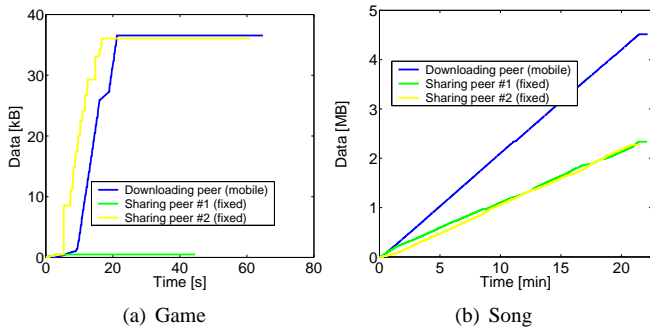 40
30
20
10
0
Data [kB]
0 20 40 60 80
Time [s]
Downloading peer (mobile)
Sharing peer #1 (fixed)
Sharing peer #2 (fixed)
(a) Game
5
4
3
2
1
0
Data [MB]
0 5 10 15 20
Time [min]
Downloading peer (mobile)
Sharing peer #1 (fixed)
Sharing peer #2 (fixed)
(b) Song